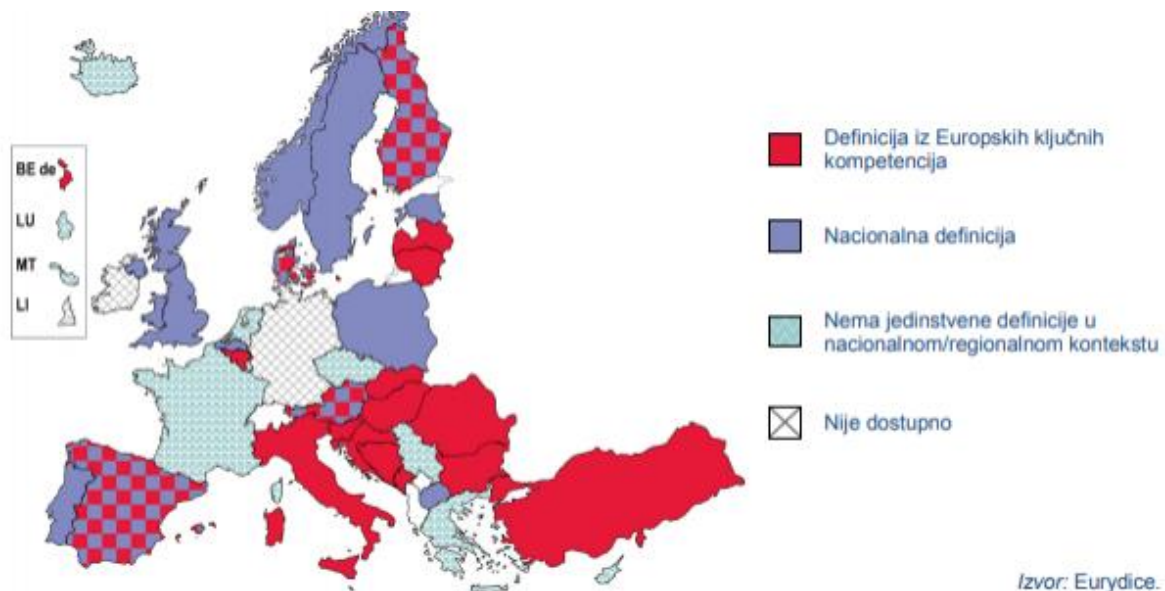 BE de
LU
MT
LI
Definicija iz Europskih ključnih
kompetencija
Nacionalna definicija
Nema jedinstvene definicije u
nacionalnom/regionalnom kontekstu
Nije dostupno
Izvor: Eurydice.